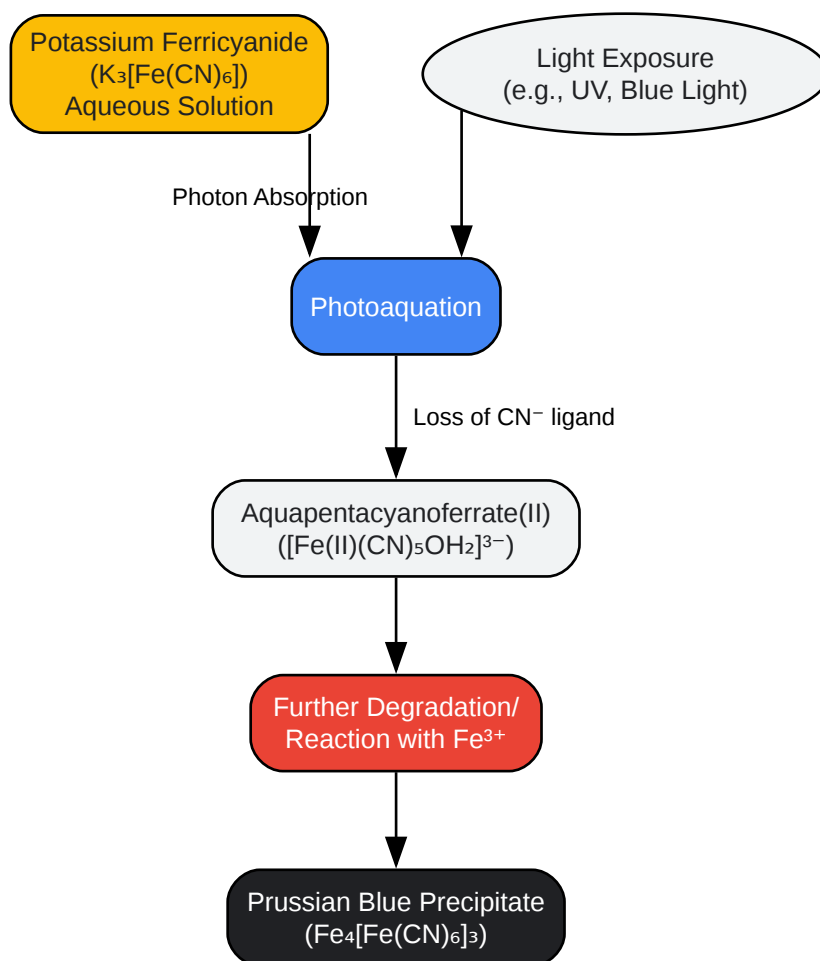 Potassium Ferricyanide
(K₃[Fe(CN)₆])
Aqueous Solution
Light Exposure
(e.g., UV, Blue Light)
Photon Absorption
Photoaquation
Loss of CN⁻ ligand
Aquapentacyanoferrate(II)
([Fe(II)(CN)₅OH₂]³⁻)
Further Degradation/
Reaction with Fe³⁺
Prussian Blue Precipitate
(Fe₄[Fe(CN)₆]₃)